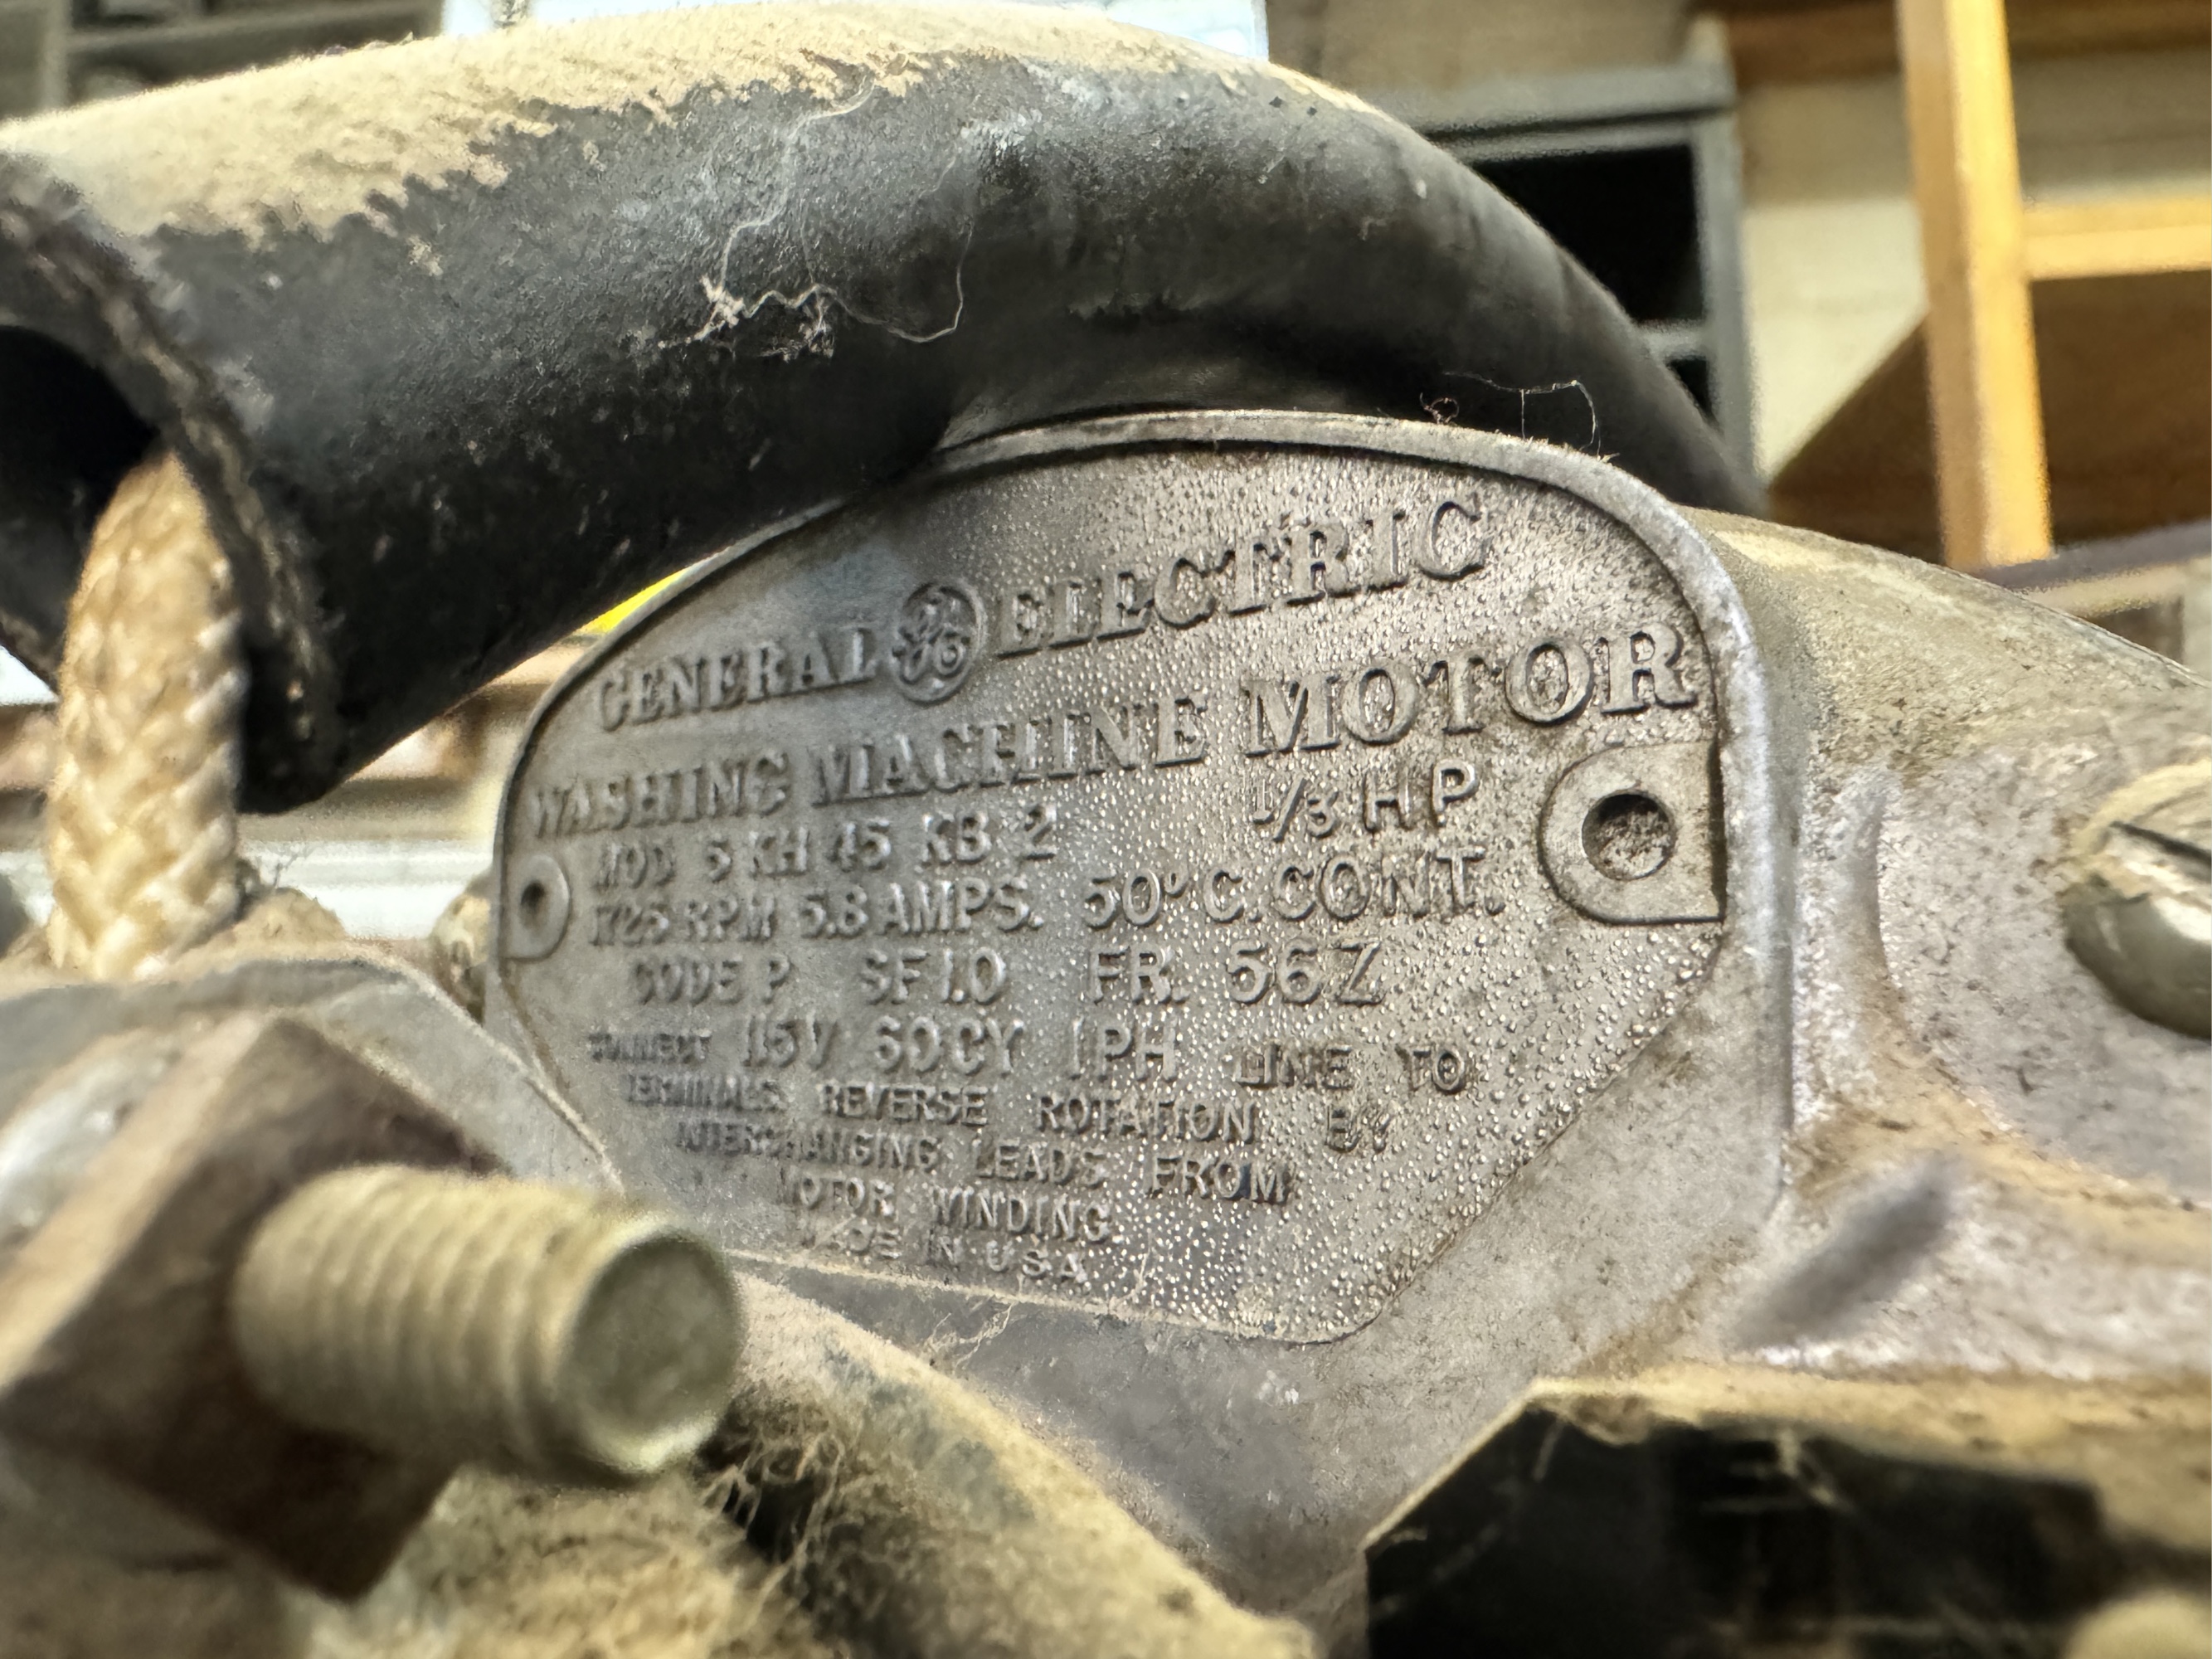 GENERAL GE ELECTRIC
WASHING MACHINE MOTOR
MOD 5 KH 45 KB 2 1/3 HP
1725 RPM 5.8 AMPS. 50° C. CONT.
CODE P SF 1.0 FR. 56Z
CONNECT 115V 60CY 1PH LINE TO
TERMINALS REVERSE ROTATION BY
INTERCHANGING LEADS FROM
MOTOR WINDING
MADE IN U.S.A.